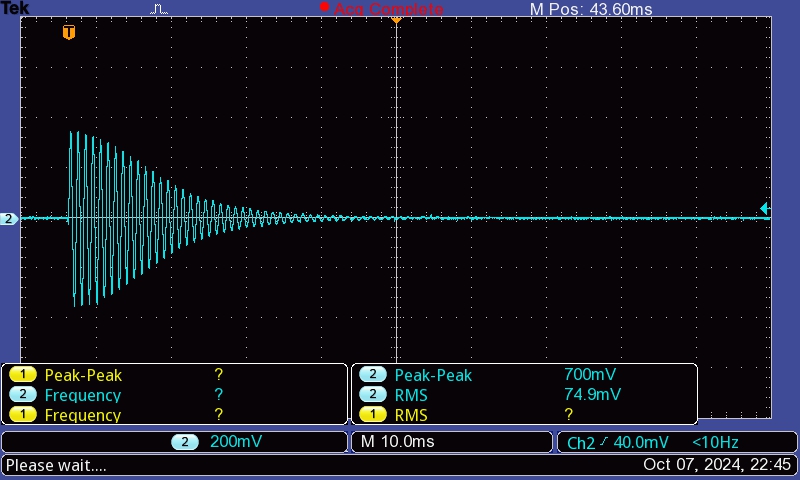 Tek Acq Complete M Pos: 43.60ms
T
2
1 Peak-Peak ? 2 Peak-Peak 700mV
2 Frequency ? 2 RMS 74.9mV
1 Frequency ? 1 RMS ?
2 200mV M 10.0ms Ch2 / 40.0mV <10Hz
Please wait.... Oct 07, 2024, 22:45